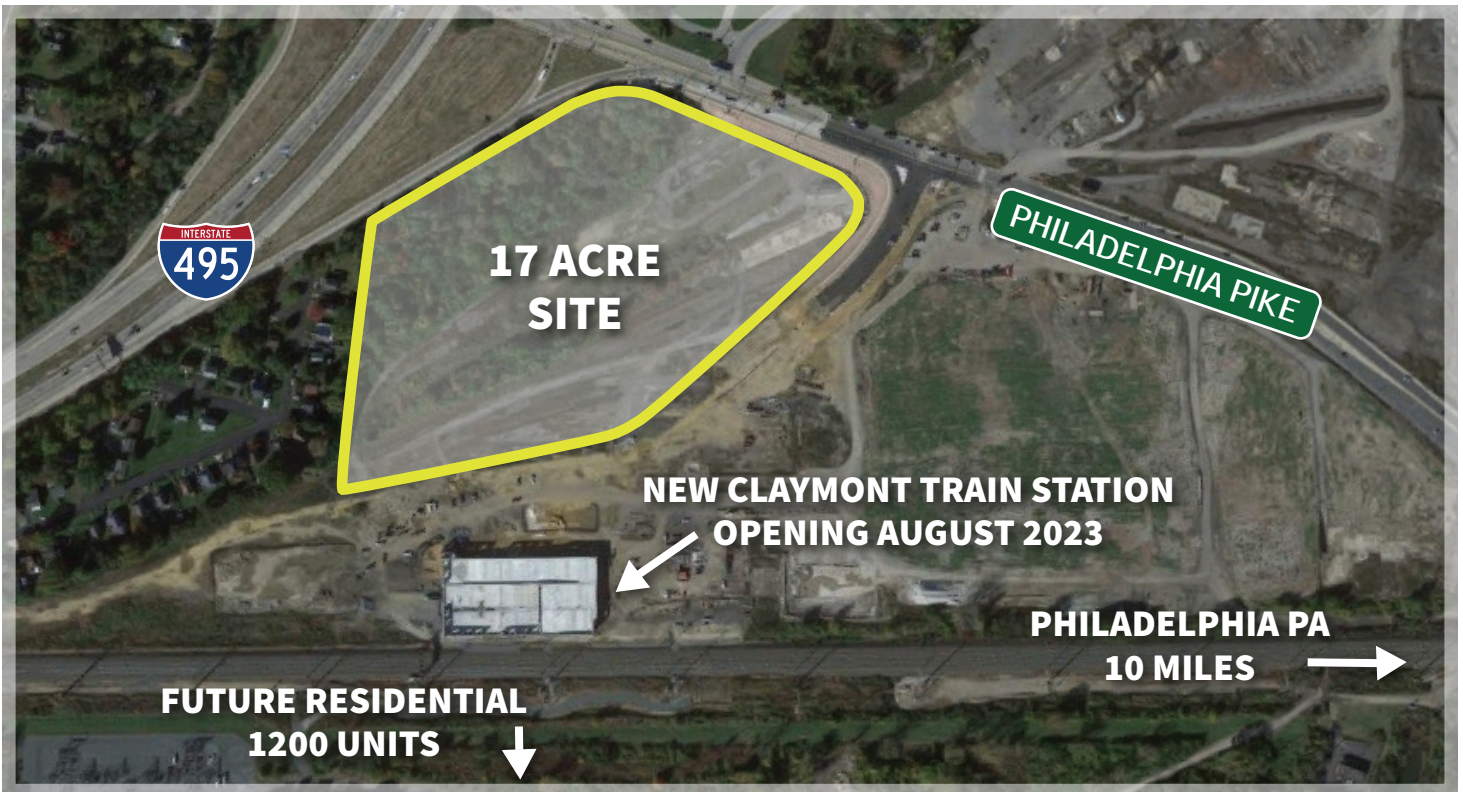 INTERSTATE
495
17 ACRE
SITE
PHILADELPHIA PIKE
NEW CLAYMONT TRAIN STATION
OPENING AUGUST 2023
PHILADELPHIA PA
10 MILES
FUTURE RESIDENTIAL
1200 UNITS